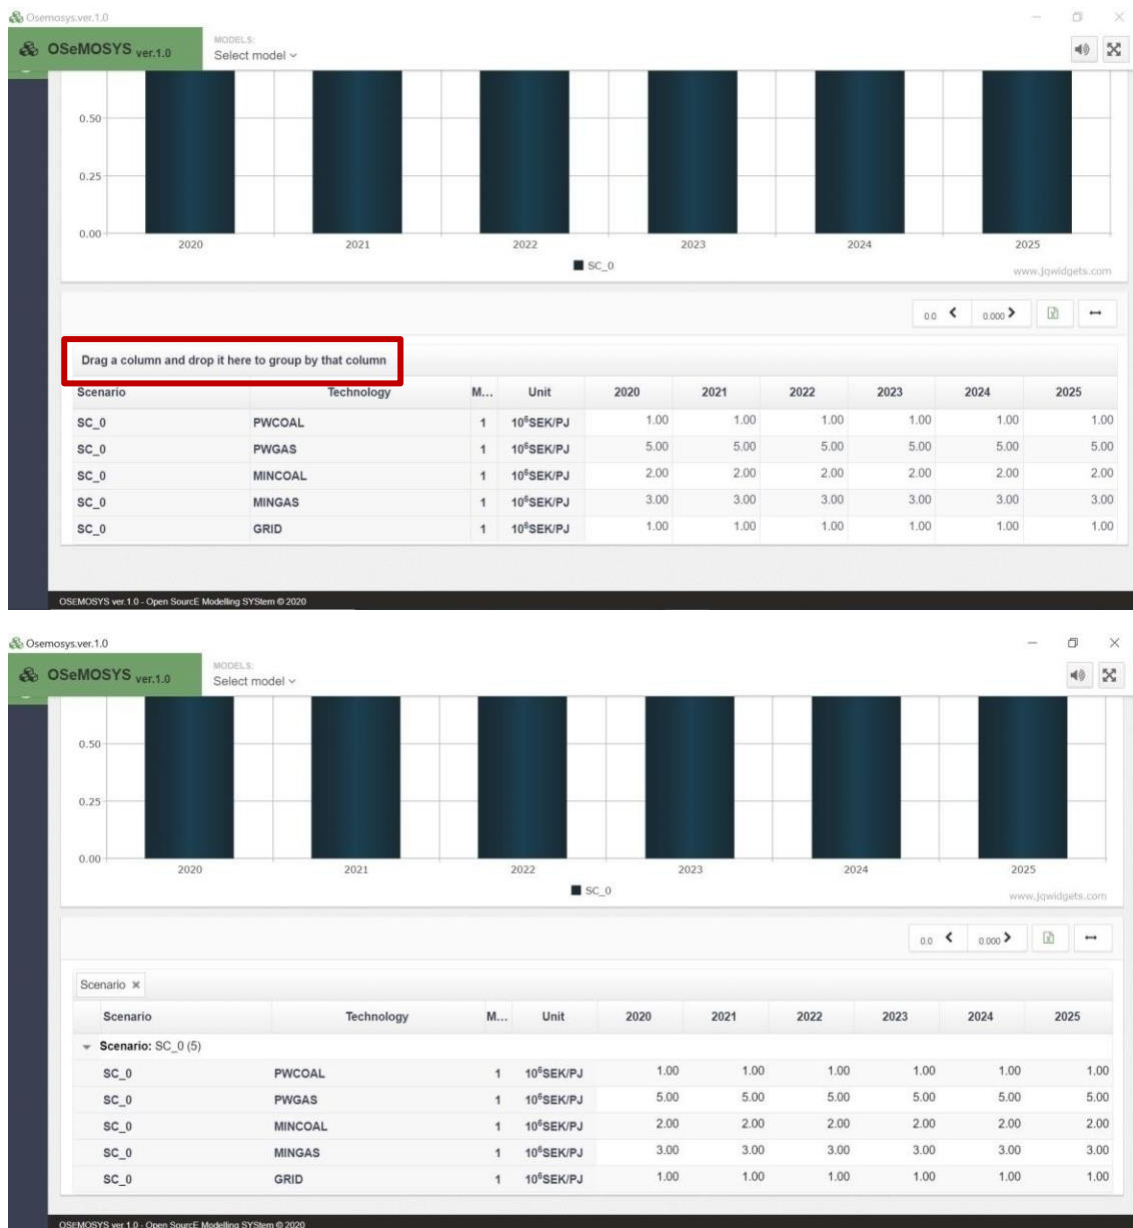 Osemosys.ver.1.0
OSeMOSYS ver.1.0
MODELS:
Select model
0.50
0.25
0.00
2020 2021 2022 2023 2024 2025
SC_0
www.jqwidgets.com
0.0 0.000
Drag a column and drop it here to group by that column
Scenario Technology M... Unit 2020 2021 2022 2023 2024 2025
SC_0 PWCOAL 1 10⁶SEK/PJ 1.00 1.00 1.00 1.00 1.00 1.00
SC_0 PWGAS 1 10⁶SEK/PJ 5.00 5.00 5.00 5.00 5.00 5.00
SC_0 MINCOAL 1 10⁶SEK/PJ 2.00 2.00 2.00 2.00 2.00 2.00
SC_0 MINGAS 1 10⁶SEK/PJ 3.00 3.00 3.00 3.00 3.00 3.00
SC_0 GRID 1 10⁶SEK/PJ 1.00 1.00 1.00 1.00 1.00 1.00
OSEMOSYS ver.1.0 - Open SourcE Modelling SYStem © 2020
Osemosys.ver.1.0
OSeMOSYS ver.1.0
MODELS:
Select model
0.50
0.25
0.00
2020 2021 2022 2023 2024 2025
SC_0
www.jqwidgets.com
0.0 0.000
Scenario ×
Scenario Technology M... Unit 2020 2021 2022 2023 2024 2025
Scenario: SC_0 (5)
SC_0 PWCOAL 1 10⁶SEK/PJ 1.00 1.00 1.00 1.00 1.00 1.00
SC_0 PWGAS 1 10⁶SEK/PJ 5.00 5.00 5.00 5.00 5.00 5.00
SC_0 MINCOAL 1 10⁶SEK/PJ 2.00 2.00 2.00 2.00 2.00 2.00
SC_0 MINGAS 1 10⁶SEK/PJ 3.00 3.00 3.00 3.00 3.00 3.00
SC_0 GRID 1 10⁶SEK/PJ 1.00 1.00 1.00 1.00 1.00 1.00
OSEMOSYS ver.1.0 - Open SourcE Modelling SYStem © 2020